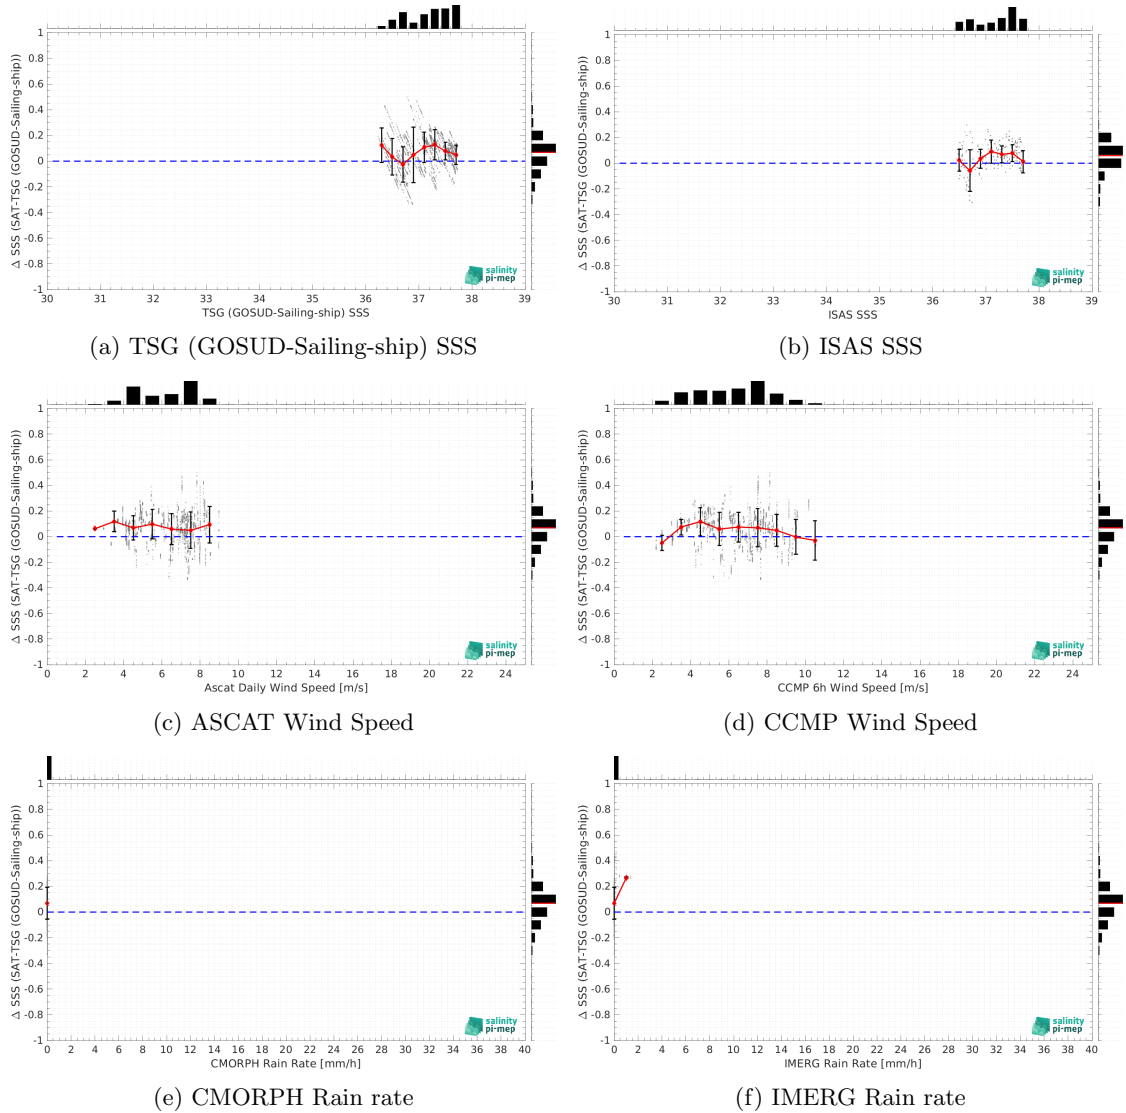 1
0.8
0.6
0.4
0.2
0
-0.2
-0.4
-0.6
-0.8
-1
Δ SSS (SAT-TSG (GOSUD-Sailing-ship))
salinity
pi-mep
30 31 32 33 34 35 36 37 38 39
TSG (GOSUD-Sailing-ship) SSS
(a) TSG (GOSUD-Sailing-ship) SSS
1
0.8
0.6
0.4
0.2
0
-0.2
-0.4
-0.6
-0.8
-1
Δ SSS (SAT-TSG (GOSUD-Sailing-ship))
salinity
pi-mep
30 31 32 33 34 35 36 37 38 39
ISAS SSS
(b) ISAS SSS
1
0.8
0.6
0.4
0.2
0
-0.2
-0.4
-0.6
-0.8
-1
Δ SSS (SAT-TSG (GOSUD-Sailing-ship))
salinity
pi-mep
0 2 4 6 8 10 12 14 16 18 20 22 24
Ascat Daily Wind Speed [m/s]
(c) ASCAT Wind Speed
1
0.8
0.6
0.4
0.2
0
-0.2
-0.4
-0.6
-0.8
-1
Δ SSS (SAT-TSG (GOSUD-Sailing-ship))
salinity
pi-mep
0 2 4 6 8 10 12 14 16 18 20 22 24
CCMP 6h Wind Speed [m/s]
(d) CCMP Wind Speed
1
0.8
0.6
0.4
0.2
0
-0.2
-0.4
-0.6
-0.8
-1
Δ SSS (SAT-TSG (GOSUD-Sailing-ship))
salinity
pi-mep
0 2 4 6 8 10 12 14 16 18 20 22 24 26 28 30 32 34 36 38 40
CMORPH Rain Rate [mm/h]
(e) CMORPH Rain rate
1
0.8
0.6
0.4
0.2
0
-0.2
-0.4
-0.6
-0.8
-1
Δ SSS (SAT-TSG (GOSUD-Sailing-ship))
salinity
pi-mep
0 2 4 6 8 10 12 14 16 18 20 22 24 26 28 30 32 34 36 38 40
IMERG Rain Rate [mm/h]
(f) IMERG Rain rate